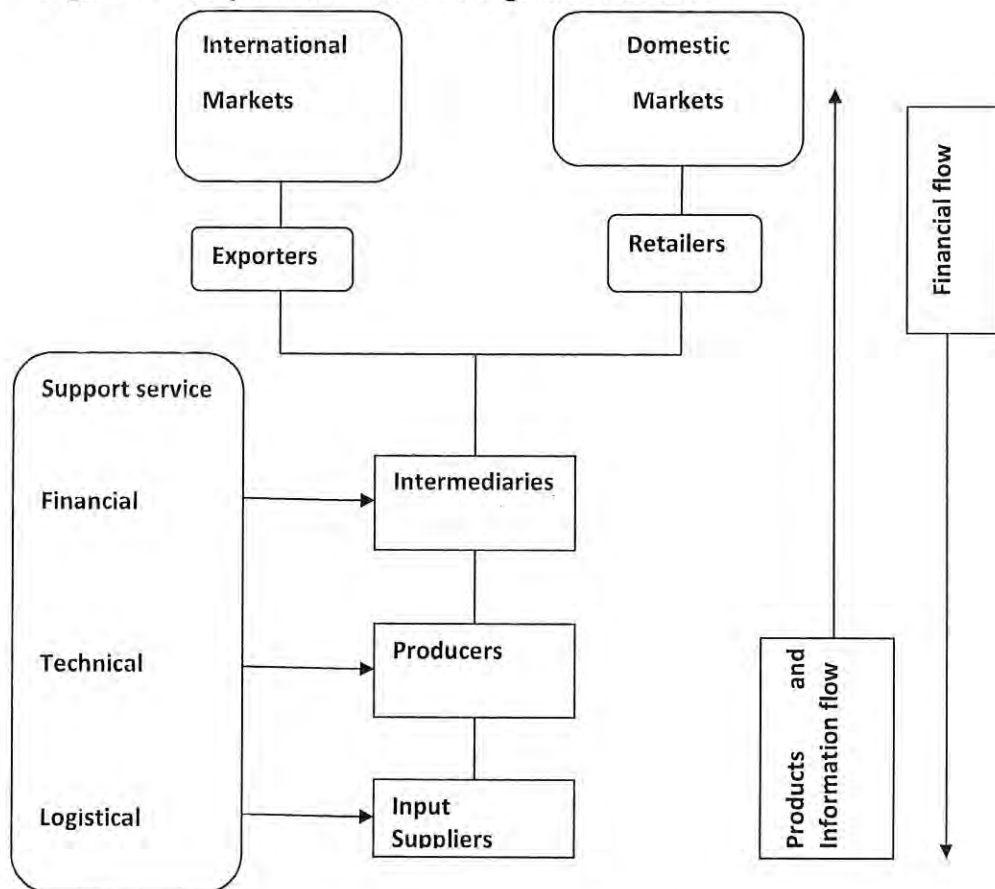 International
Markets
Domestic
Markets
Exporters
Retailers
Financial flow
Support service
Financial
Intermediaries
Technical
Producers
Logistical
Input
Suppliers
Products and
Information flow